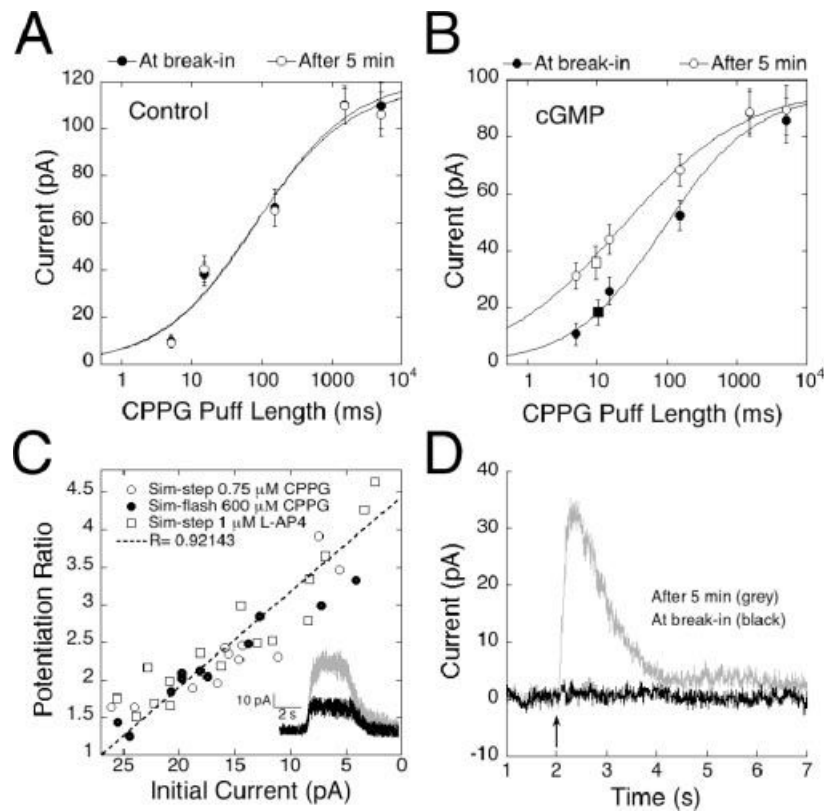 A
At break-in After 5 min
Control
Current (pA)
120
100
80
60
40
20
0
1 10 100 1000 10⁴
CPPG Puff Length (ms)
B
At break-in After 5 min
cGMP
Current (pA)
100
80
60
40
20
0
1 10 100 1000 10⁴
CPPG Puff Length (ms)
C
Potentiation Ratio
4.5
4
3.5
3
2.5
2
1.5
1
Sim-step 0.75 μM CPPG
Sim-flash 600 μM CPPG
Sim-step 1 μM L-AP4
R= 0.92143
10 pA
2 s
25 20 15 10 5 0
Initial Current (pA)
D
Current (pA)
40
30
20
10
0
-10
After 5 min (grey)
At break-in (black)
1 2 3 4 5 6 7
Time (s)